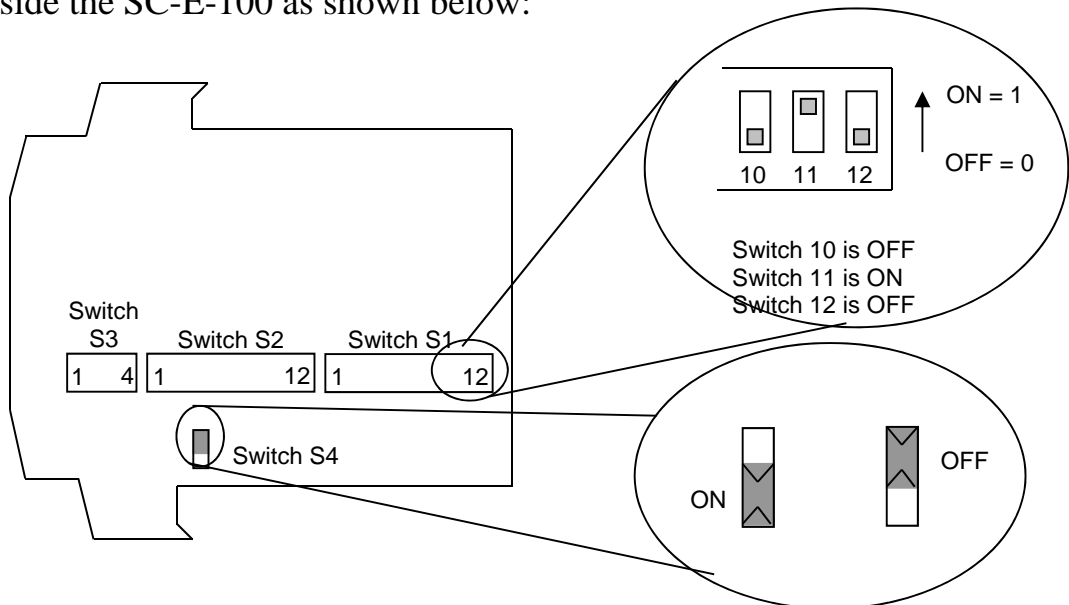 side the SC-E-100 as shown below:
ON = 1
OFF = 0
10 11 12
Switch 10 is OFF
Switch 11 is ON
Switch 12 is OFF
Switch
S3
Switch S2
Switch S1
1 4
1 12
1 12
Switch S4
ON
OFF